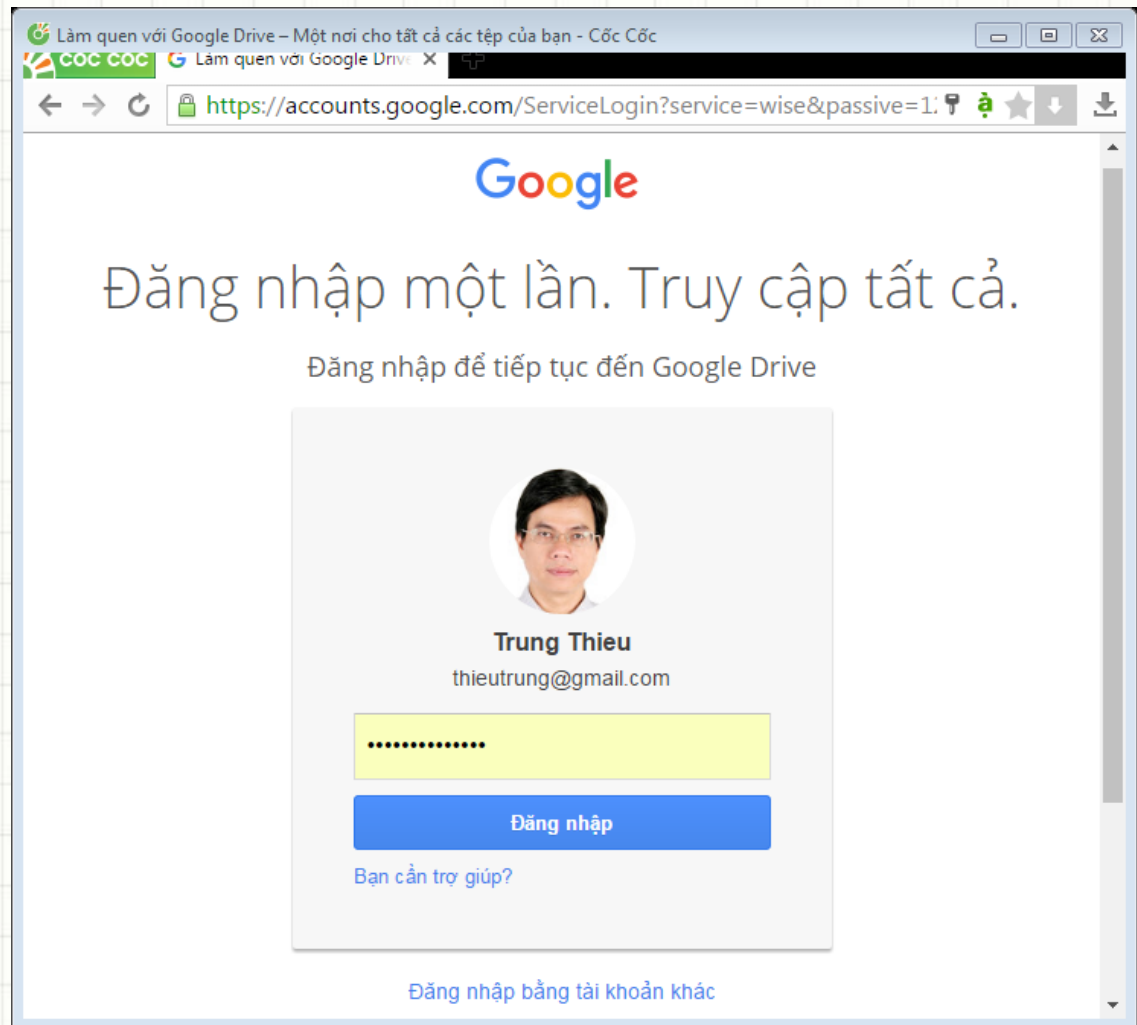 Làm quen với Google Drive – Một nơi cho tất cả các tệp của bạn - Cốc Cốc
CỐC CỐC G Làm quen với Google Driv
https://accounts.google.com/ServiceLogin?service=wise&passive=1
Google
Đăng nhập một lần. Truy cập tất cả.
Đăng nhập để tiếp tục đến Google Drive
Trung Thieu
thieutrung@gmail.com
••••••••••••••
Đăng nhập
Bạn cần trợ giúp?
Đăng nhập bằng tài khoản khác